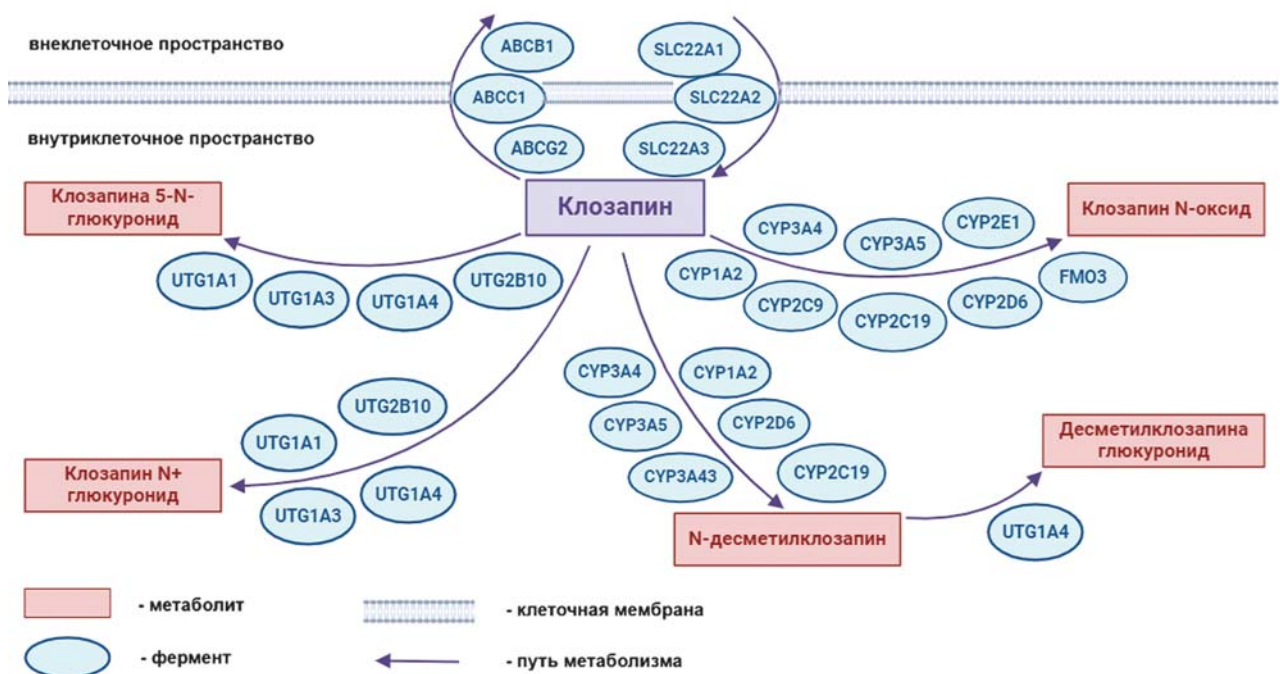 внеклеточное пространство
ABCB1
SLC22A1
ABCC1
SLC22A2
внутриклеточное пространство
ABCG2
SLC22A3
Клозапина 5-N-
глюкуронид
Клозапин
Клозапин N-оксид
CYP3A4
CYP3A5
CYP2E1
UTG1A1
UTG1A3
UTG1A4
UTG2B10
CYP1A2
CYP2C9
CYP2C19
CYP2D6
FMO3
CYP3A4
CYP1A2
UTG2B10
UTG1A1
CYP3A5
CYP2D6
Десметилклозапина
глюкуронид
Клозапин N+
глюкуронид
UTG1A3
UTG1A4
CYP3A43
CYP2C19
N-десметилклозапин
UTG1A4
- метаболит
- клеточная мембрана
- фермент
- путь метаболизма